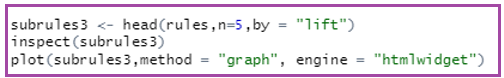 subrules3 <- head(rules,n=5,by = "lift")
inspect(subrules3)
plot(subrules3,method = "graph", engine = "htmlwidget")